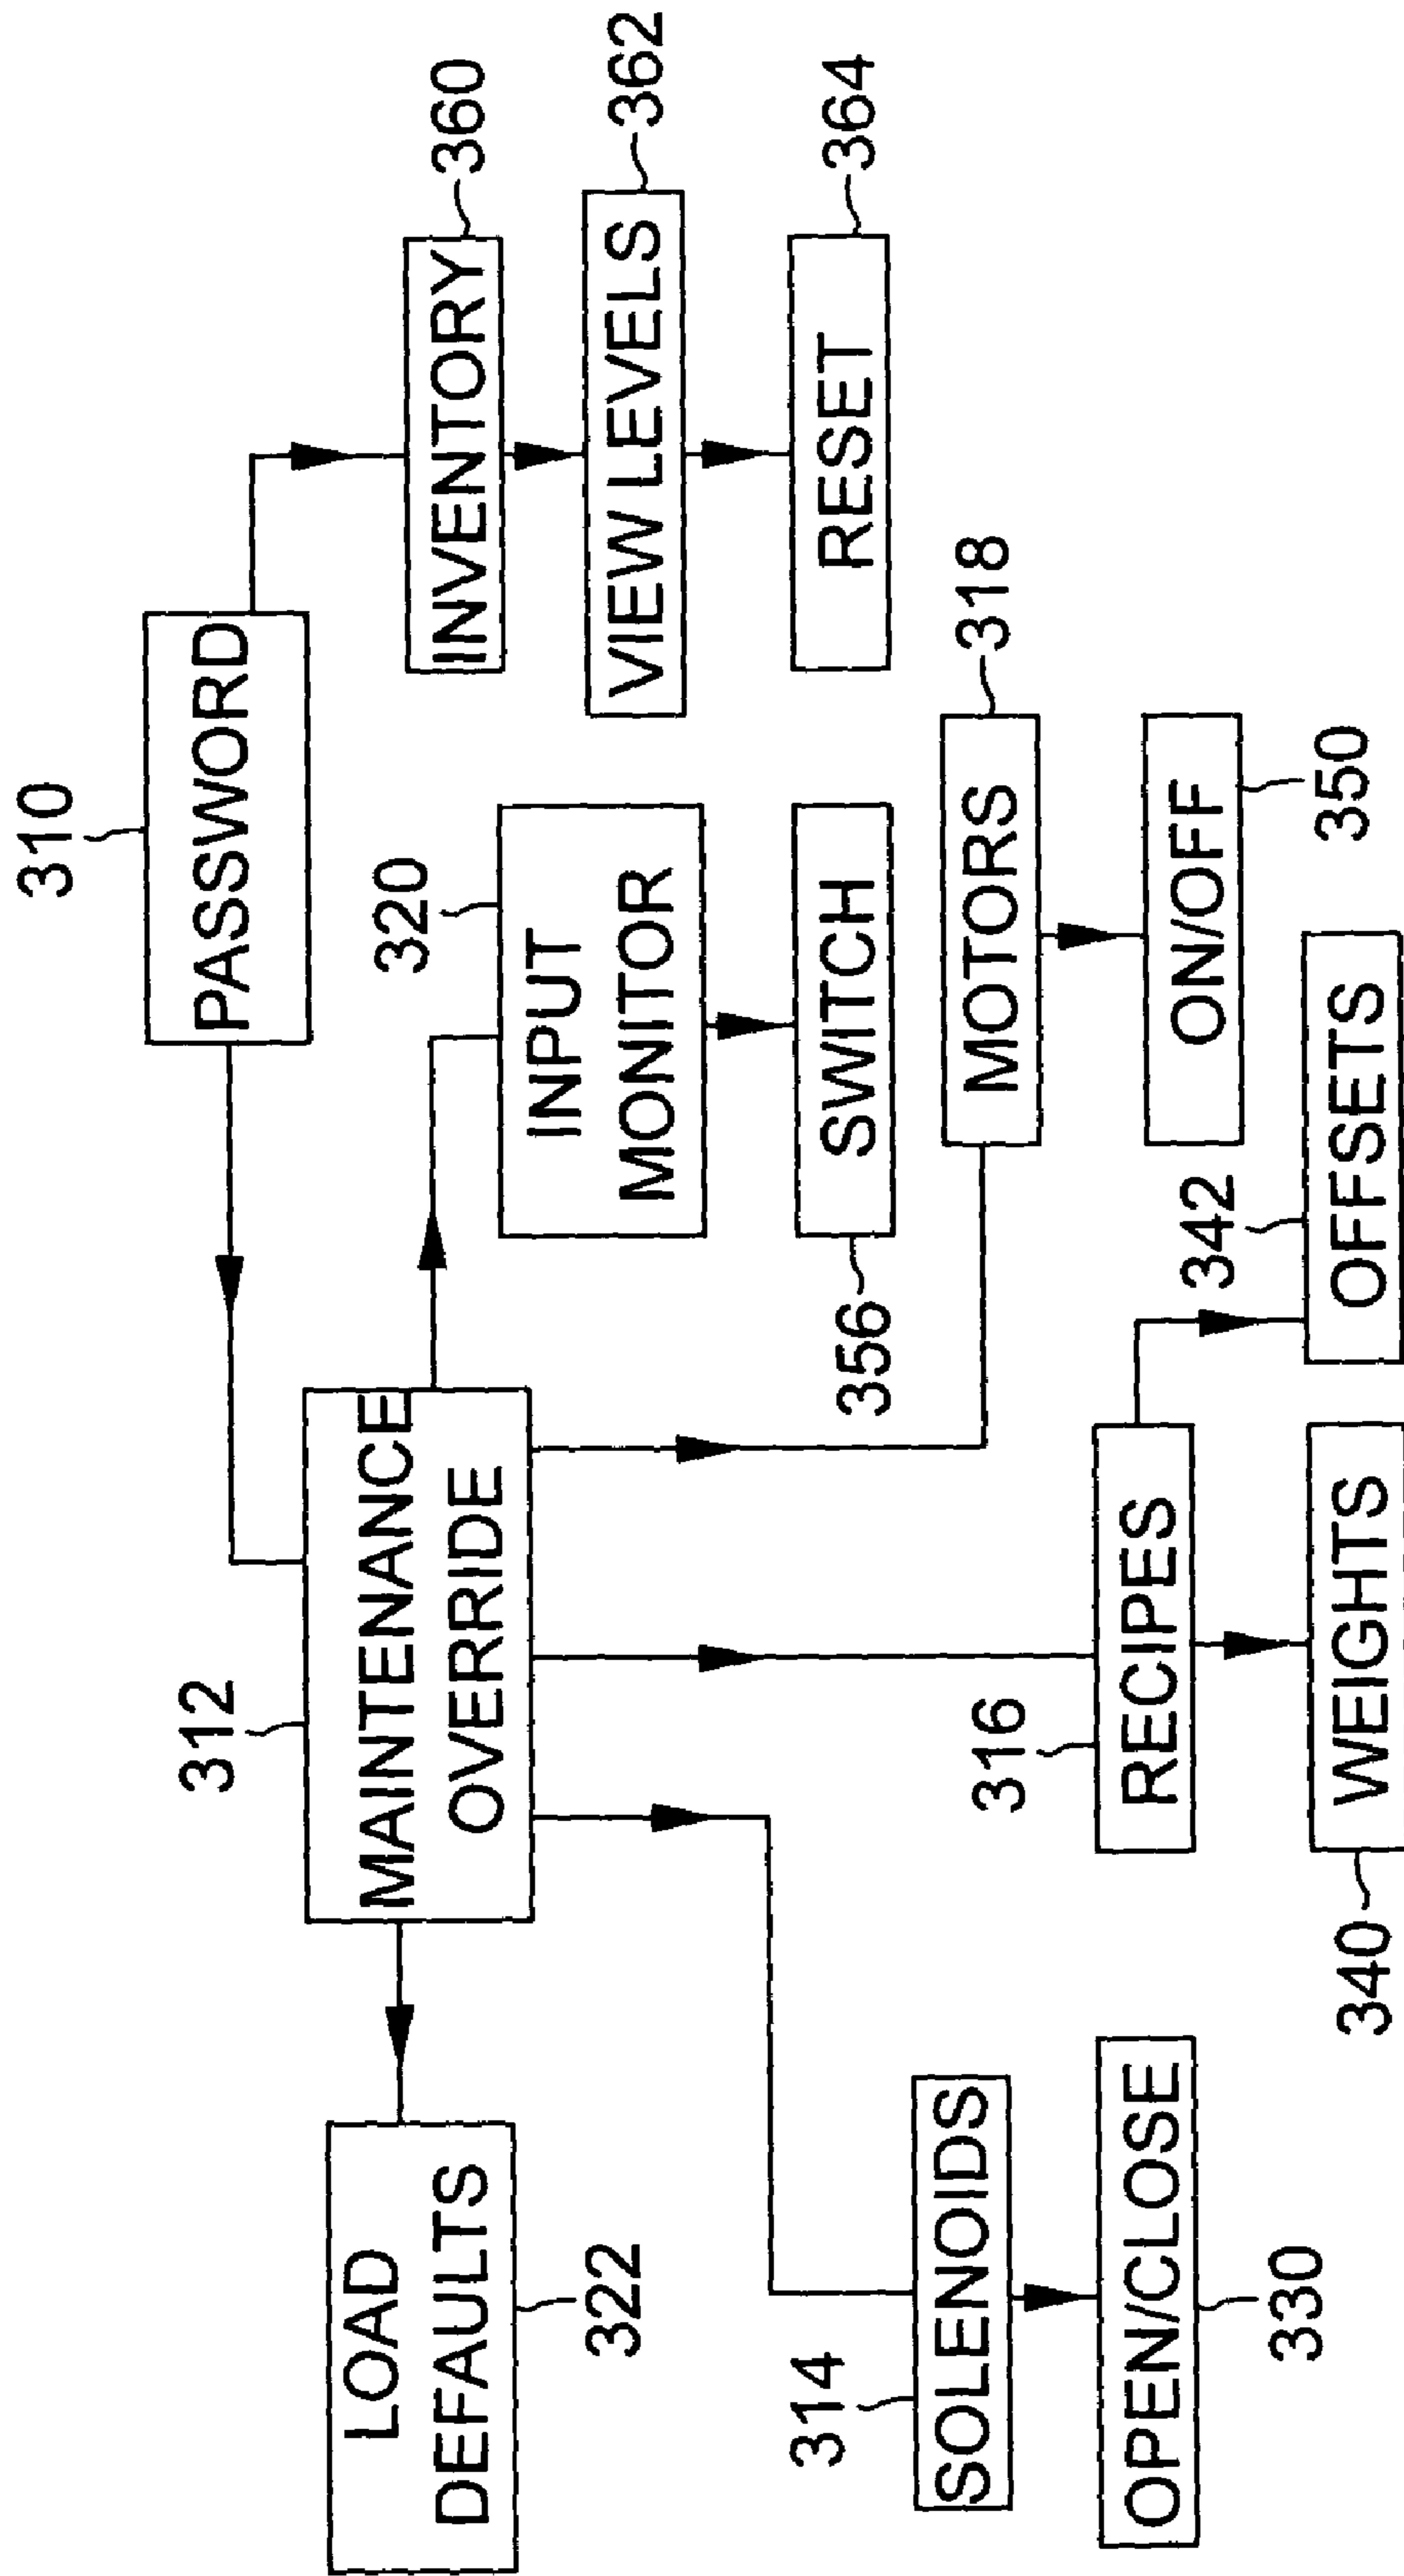 310
PASSWORD
312
MAINTENANCE
OVERRIDE
LOAD
DEFAULTS
322
320
INPUT
MONITOR
SWITCH
356
INVENTORY
360
VIEW LEVELS
362
RESET
364
314
SOLENOIDS
OPEN/CLOSE
330
316
RECIPES
WEIGHTS
340
342
OFFSETS
MOTORS
318
ON/OFF
350